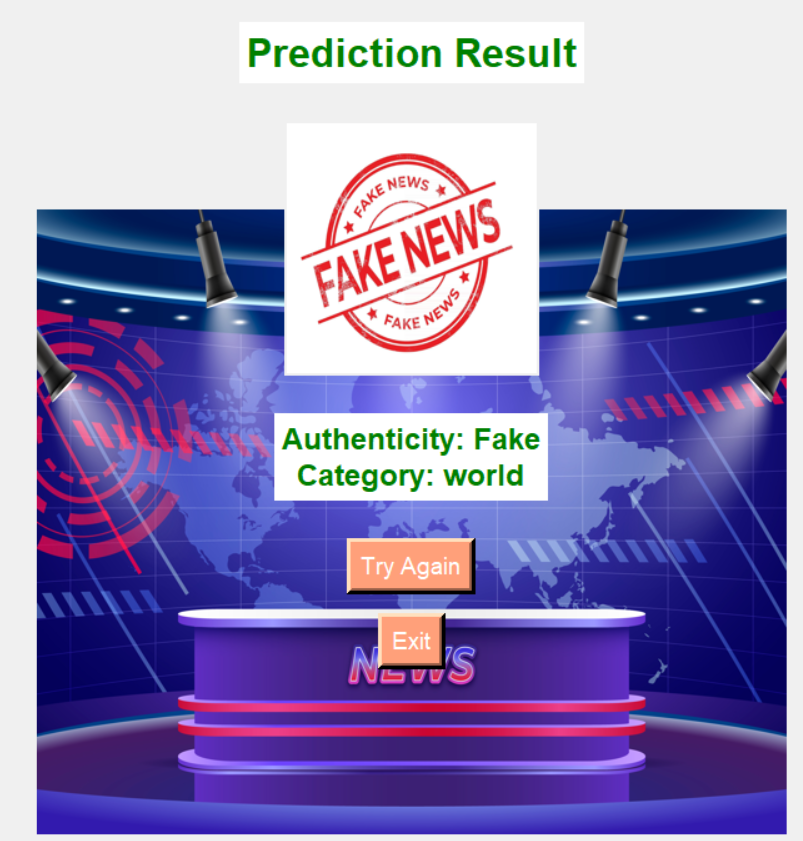 Prediction Result
FAKE NEWS
FAKE NEWS
FAKE NEWS
Authenticity: Fake
Category: world
Try Again
Exit
NEWS